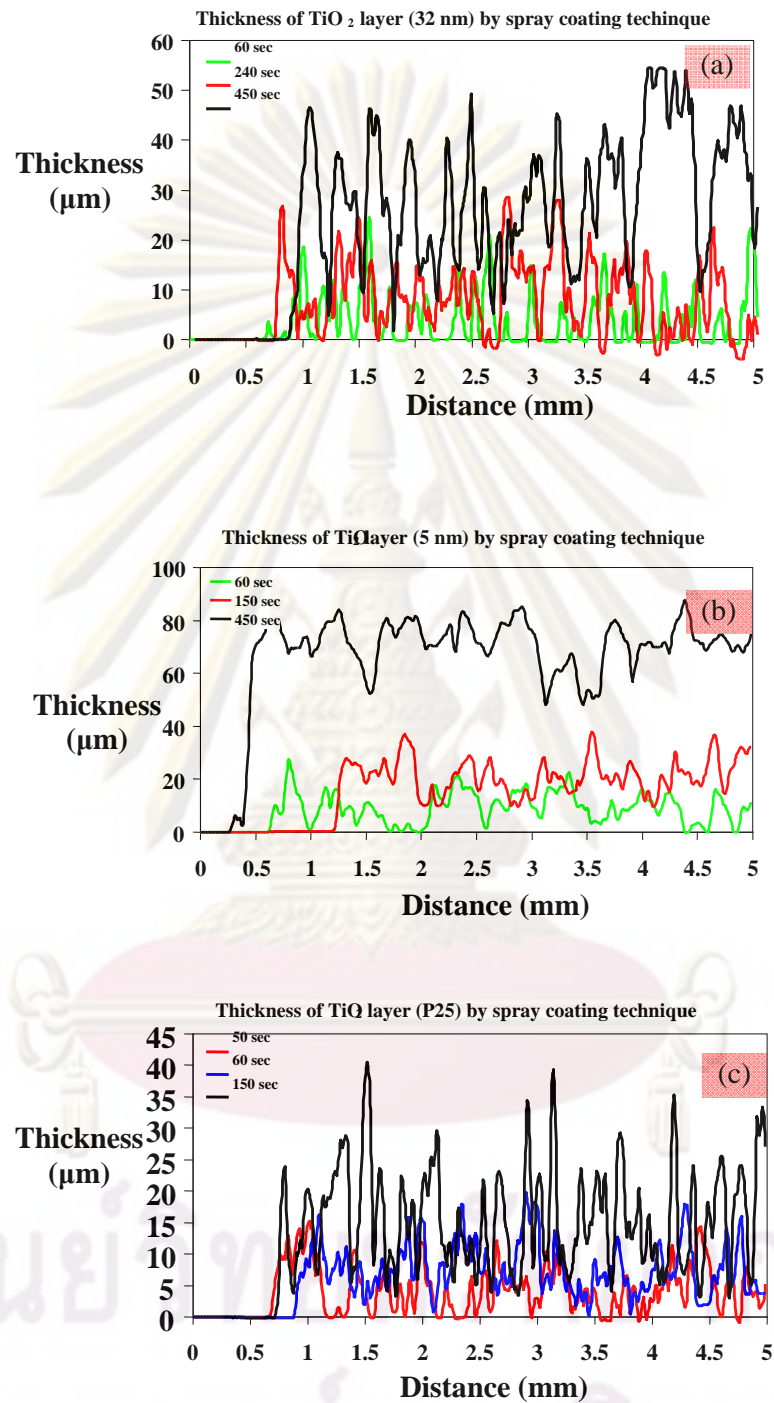 Thickness of TiO 2 layer (32 nm) by spray coating techinque
60 sec
240 sec
450 sec
(a)
Thickness
(μm)
60
50
40
30
20
10
0
0 0.5 1 1.5 2 2.5 3 3.5 4 4.5 5
Distance (mm)
Thickness of TiO2 layer (5 nm) by spray coating technique
60 sec
150 sec
450 sec
(b)
Thickness
(μm)
100
80
60
40
20
0
0 0.5 1 1.5 2 2.5 3 3.5 4 4.5 5
Distance (mm)
Thickness of TiO2 layer (P25) by spray coating technique
50 sec
60 sec
150 sec
(c)
Thickness
(μm)
45
40
35
30
25
20
15
10
5
0
0 0.5 1 1.5 2 2.5 3 3.5 4 4.5 5
Distance (mm)